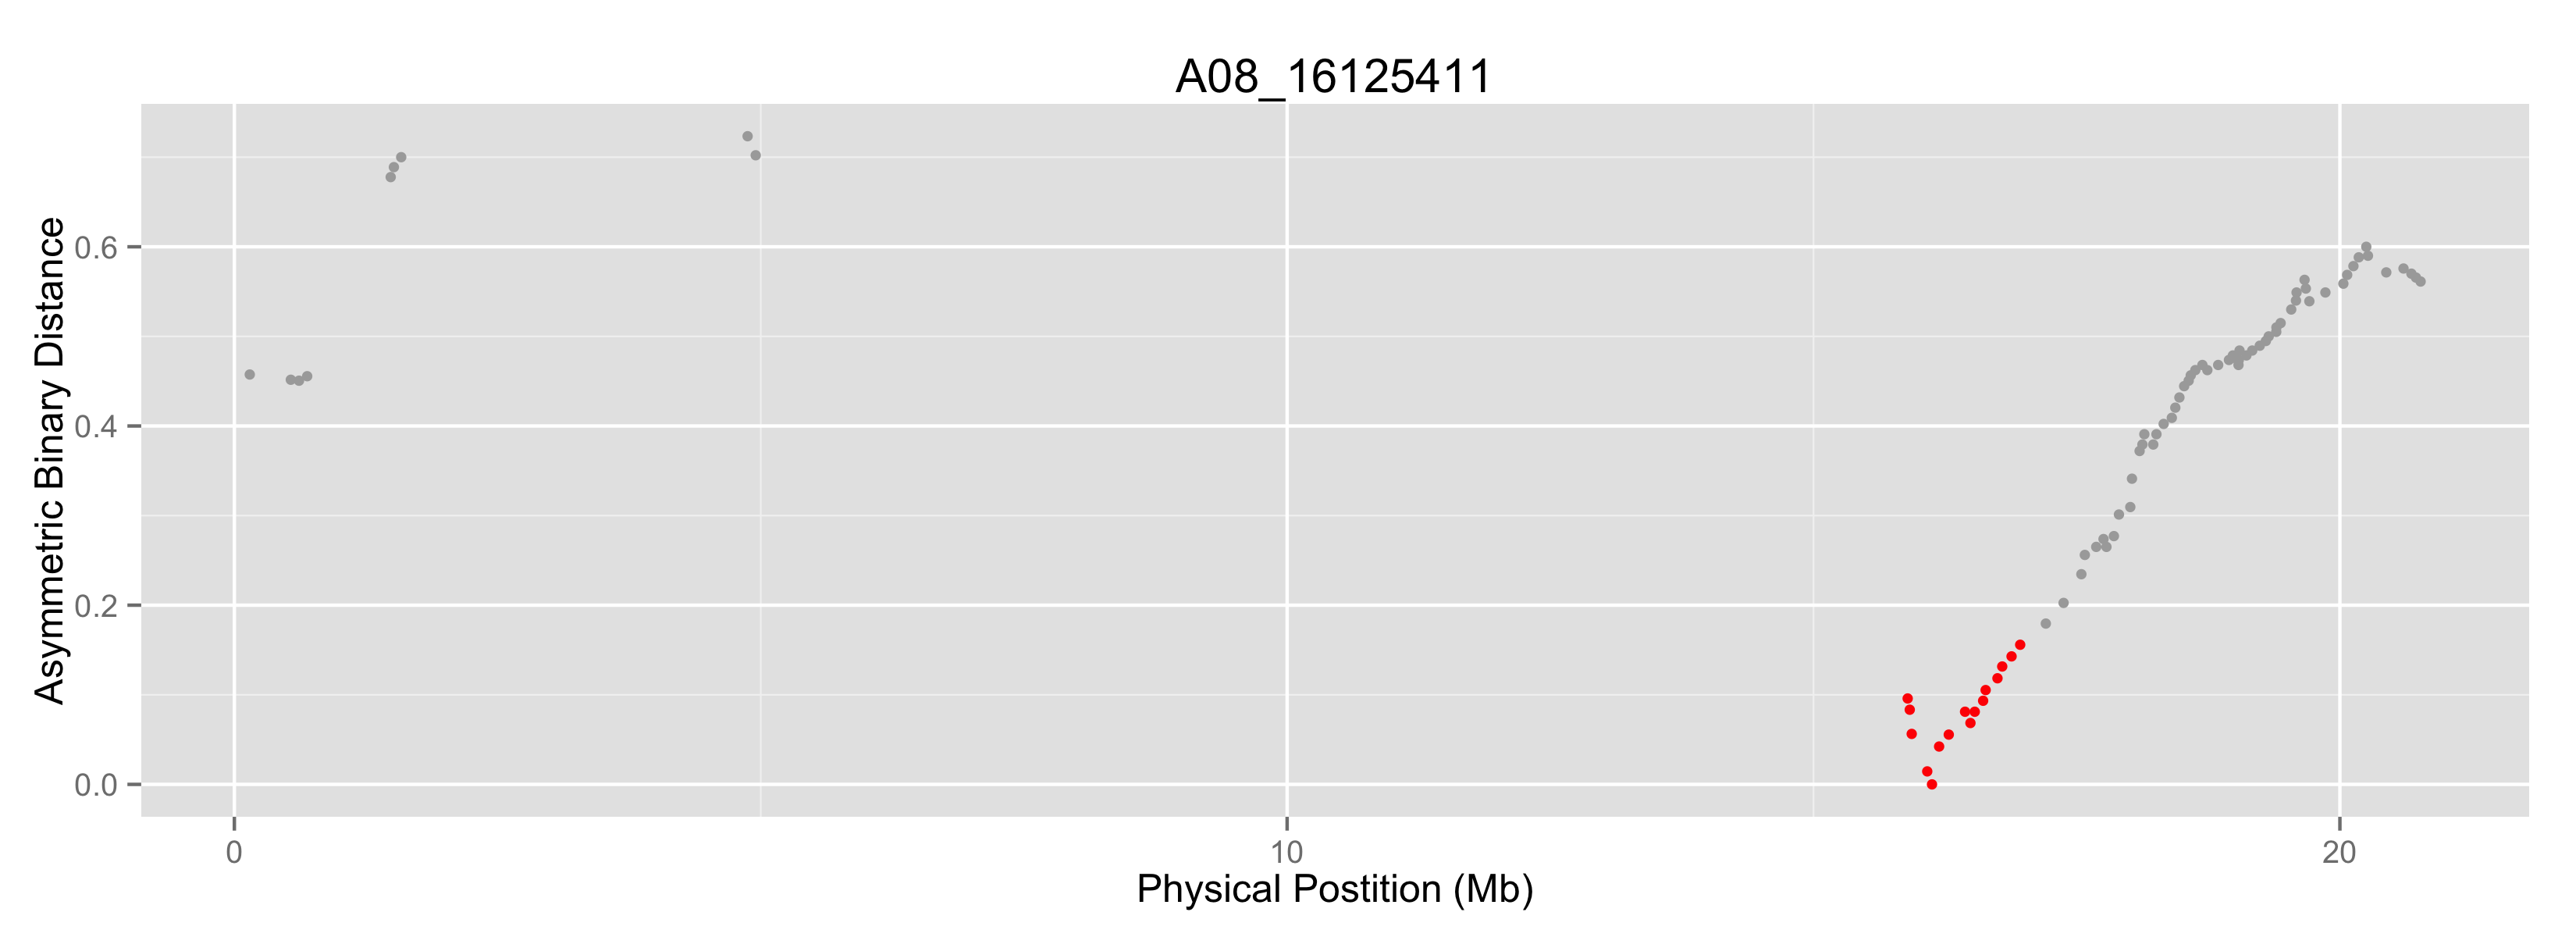 A08_16125411
Asymmetric Binary Distance
0.6
0.4
0.2
0.0
0
10
20
Physical Postition (Mb)